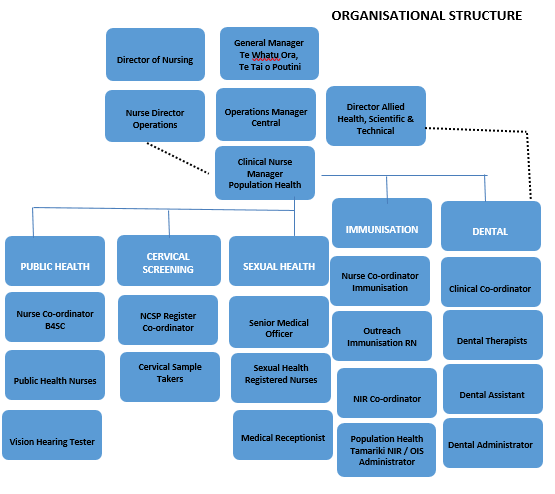 ORGANISATIONAL STRUCTURE
Director of Nursing
General Manager
Te Whatu Ora,
Te Tai o Poutini
Nurse Director
Operations
Operations Manager
Central
Director Allied
Health, Scientific &
Technical
Clinical Nurse
Manager
Population Health
PUBLIC HEALTH
Nurse Co-ordinator
B4SC
Public Health Nurses
Vision Hearing Tester
CERVICAL
SCREENING
NCSP Register
Co-ordinator
Cervical Sample
Takers
SEXUAL HEALTH
Senior Medical
Officer
Sexual Health
Registered Nurses
Medical Receptionist
IMMUNISATION
Nurse Co-ordinator
Immunisation
Outreach
Immunisation RN
NIR Co-ordinator
Population Health
Tamariki NIR / OIS
Administrator
DENTAL
Clinical Co-ordinator
Dental Therapists
Dental Assistant
Dental Administrator